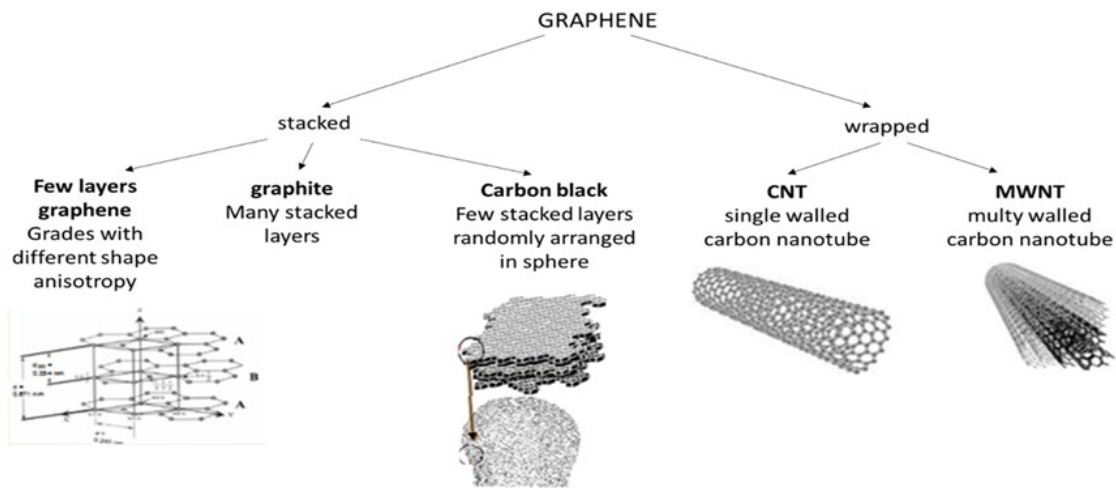 GRAPHENE
stacked
wrapped
Few layers
graphene
Grades with
different shape
anisotropy
graphite
Many stacked
layers
Carbon black
Few stacked layers
randomly arranged
in sphere
CNT
single walled
carbon nanotube
MWNT
multy walled
carbon nanotube
A
B
A